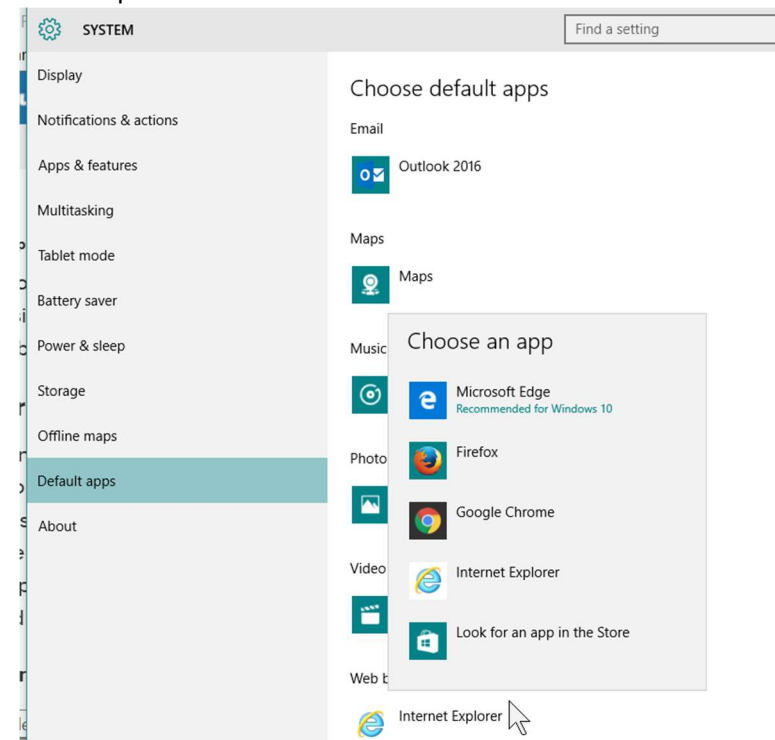 SYSTEM
Find a setting
Display
Notifications & actions
Apps & features
Multitasking
Tablet mode
Battery saver
Power & sleep
Storage
Offline maps
Default apps
About
Choose default apps
Email
Outlook 2016
Maps
Maps
Music
Photo
Video
Web b
Internet Explorer
Choose an app
Microsoft Edge
Recommended for Windows 10
Firefox
Google Chrome
Internet Explorer
Look for an app in the Store